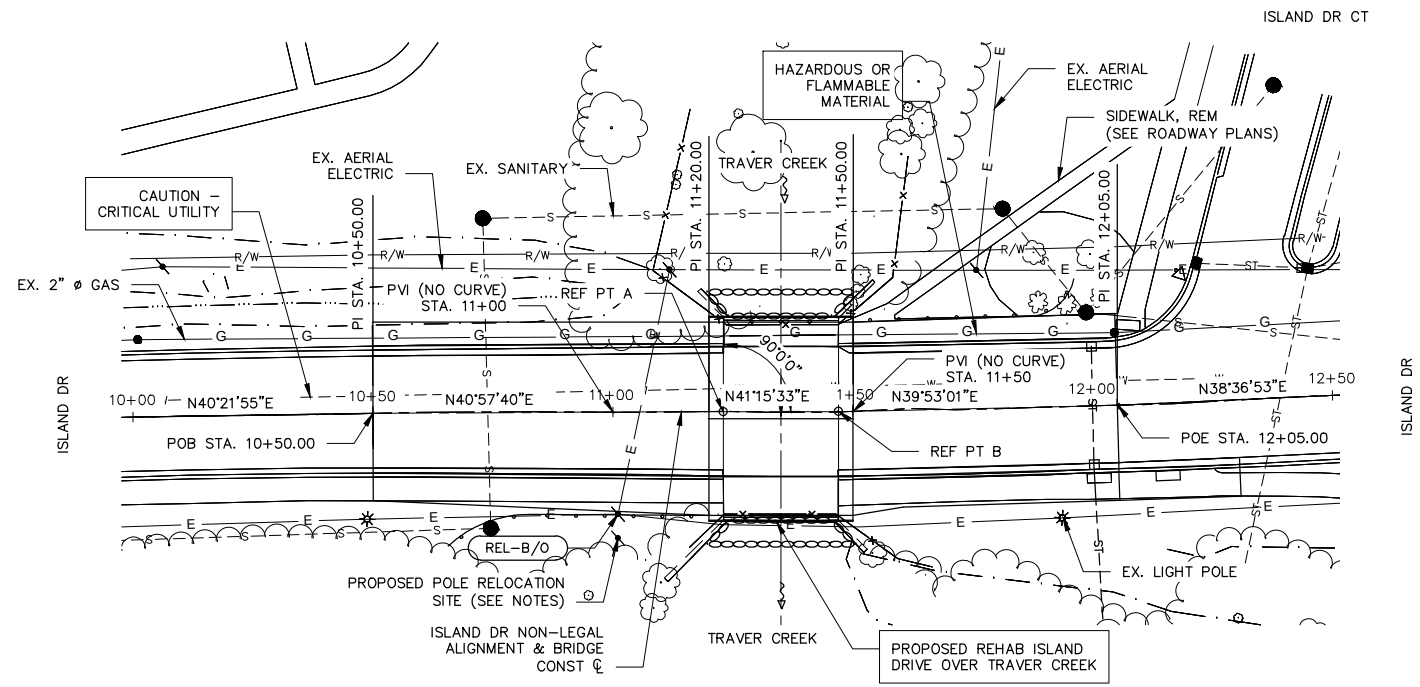 ISLAND DR CT
HAZARDOUS OR
FLAMMABLE
MATERIAL
EX. AERIAL
ELECTRIC
SIDEWALK, REM
(SEE ROADWAY PLANS)
EX. AERIAL
ELECTRIC
EX. SANITARY
TRAVER CREEK
CAUTION –
CRITICAL UTILITY
PI STA. 10+50.00
PI STA. 11+20.00
PI STA. 11+50.00
PI STA. 12+05.00
S
S
S
S
S
R/W
R/W
R/W
R/W
R/W
R/W
R/W
E
E
E
E
E
E
E
E
ST
ST
EX. 2" Ø GAS
PVI (NO CURVE)
STA. 11+00
REF PT A
G
G
G
G
G
G
G
G
G
S
90°0'0"
PVI (NO CURVE)
STA. 11+50
ISLAND DR
10+00
N40°21'55"E
10+50
N40°57'40"E
11+00
N41°15'33"E
1+50
N39°53'01"E
12+00
N38°36'53"E
12+50
ISLAND DR
W
W
W
POB STA. 10+50.00
REF PT B
POE STA. 12+05.00
E
S
S
ST
ST
ST
ST
E
E
E
E
E
E
E
E
S
S
REL-B/O
EX. LIGHT POLE
PROPOSED POLE RELOCATION
SITE (SEE NOTES)
ISLAND DR NON-LEGAL
ALIGNMENT & BRIDGE
CONST ℄
TRAVER CREEK
PROPOSED REHAB ISLAND
DRIVE OVER TRAVER CREEK